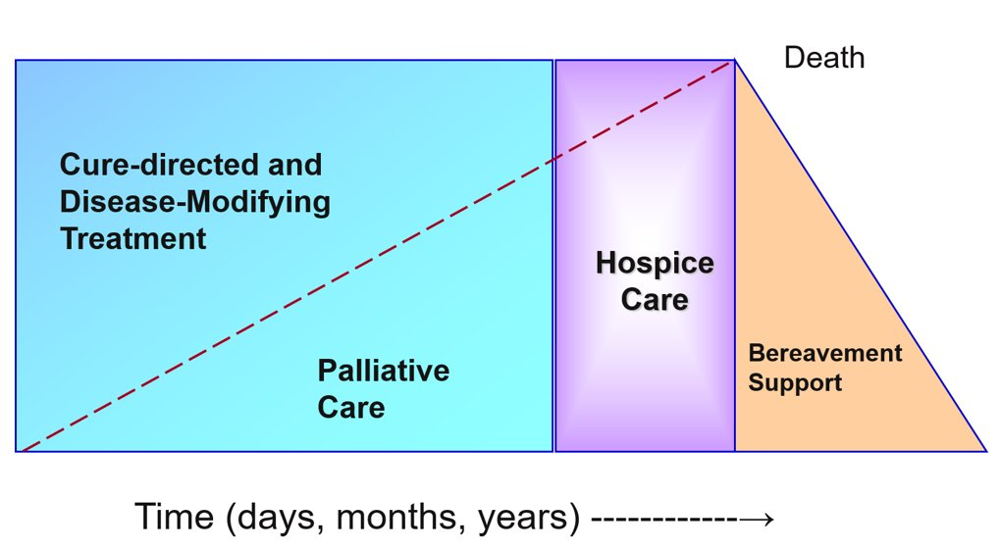 Death
Cure-directed and
Disease-Modifying
Treatment
Hospice
Care
Palliative
Care
Bereavement
Support
Time (days, months, years) ------------→